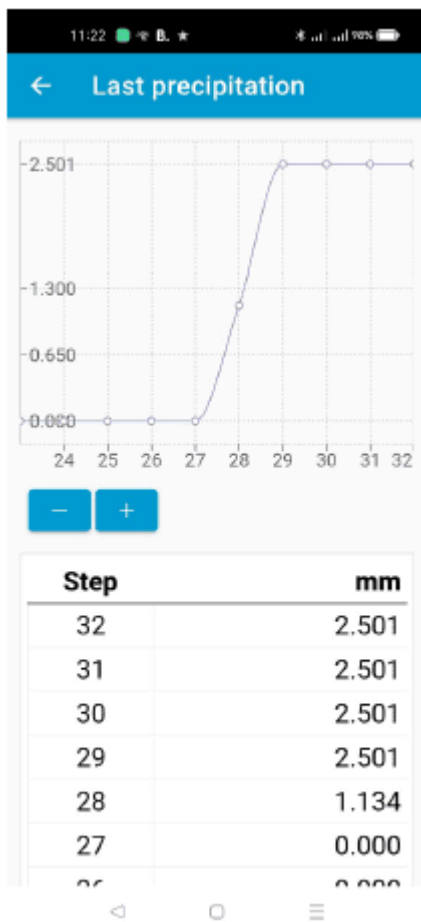 11:22 B. 98%
Last precipitation
2.501
1.300
0.650
0.000
24 25 26 27 28 29 30 31 32
− +
Step mm
32 2.501
31 2.501
30 2.501
29 2.501
28 1.134
27 0.000